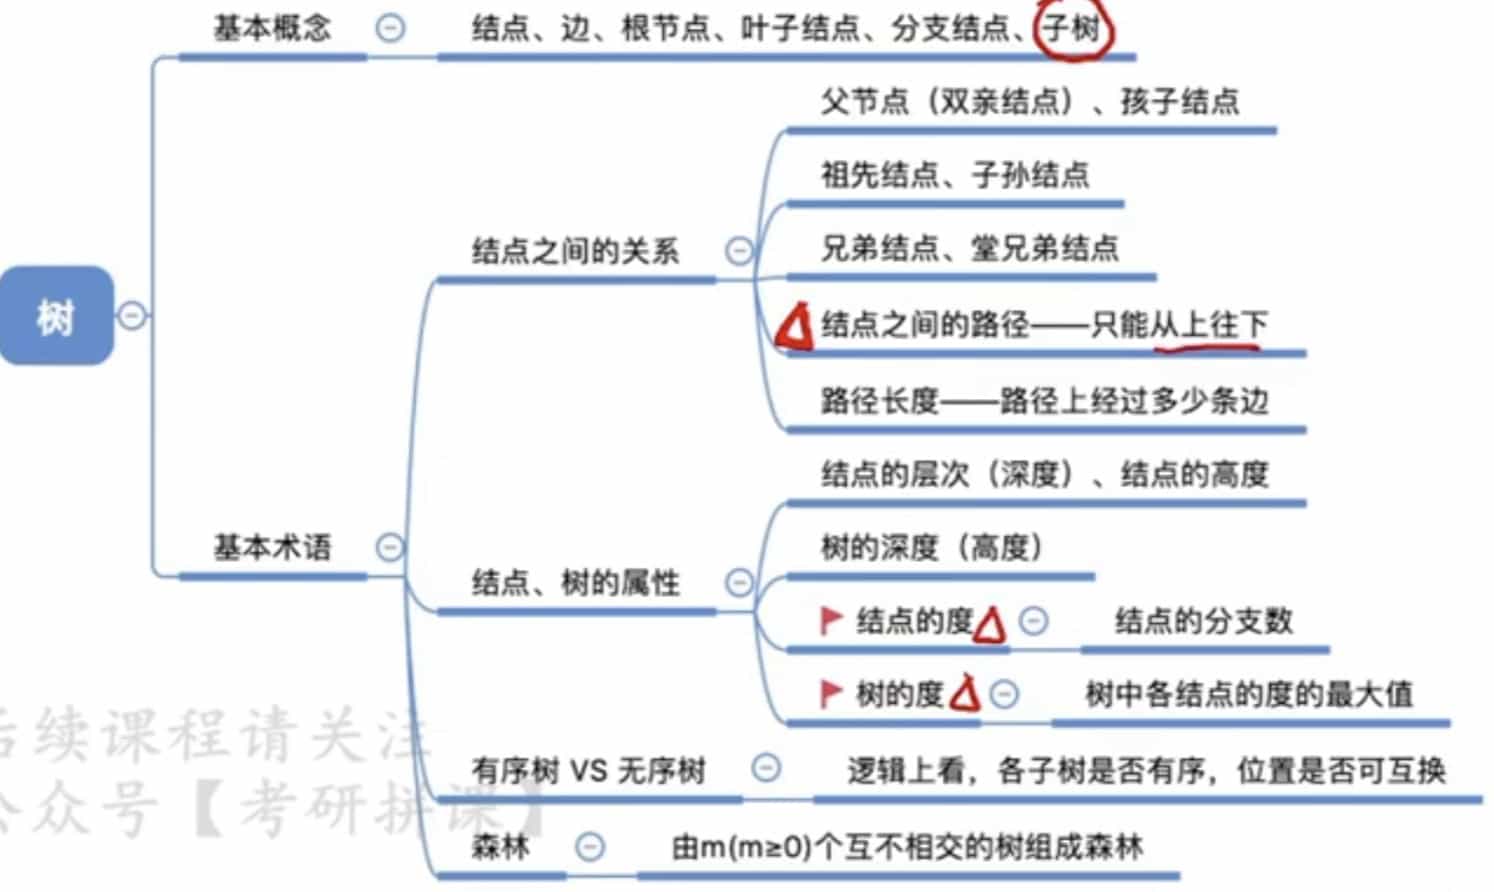 树
基本概念
结点、边、根节点、叶子结点、分支结点、子树
基本术语
结点之间的关系
父节点（双亲结点）、孩子结点
祖先结点、子孙结点
兄弟结点、堂兄弟结点
结点之间的路径——只能从上往下
路径长度——路径上经过多少条边
结点、树的属性
结点的层次（深度）、结点的高度
树的深度（高度）
结点的度
结点的分支数
树的度
树中各结点的度的最大值
有序树 VS 无序树
逻辑上看，各子树是否有序，位置是否可互换
森林
由m(m≥0)个互不相交的树组成森林
后续课程请关注
公众号【考研拼课】